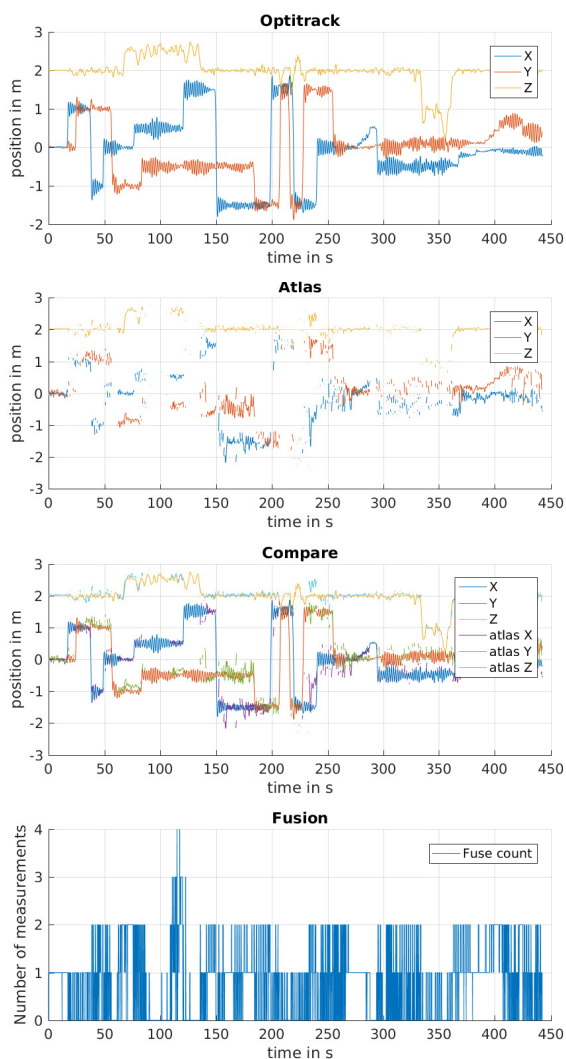 Optitrack
3
2
1
0
-1
-2
position in m
X
Y
Z
0 50 100 150 200 250 300 350 400 450
time in s
Atlas
3
2
1
0
-1
-2
-3
position in m
X
Y
Z
0 50 100 150 200 250 300 350 400 450
time in s
Compare
3
2
1
0
-1
-2
-3
position in m
X
Y
Z
atlas X
atlas Y
atlas Z
0 50 100 150 200 250 300 350 400 450
time in s
Fusion
4
3
2
1
0
Number of measurements
Fuse count
0 50 100 150 200 250 300 350 400 450
time in s